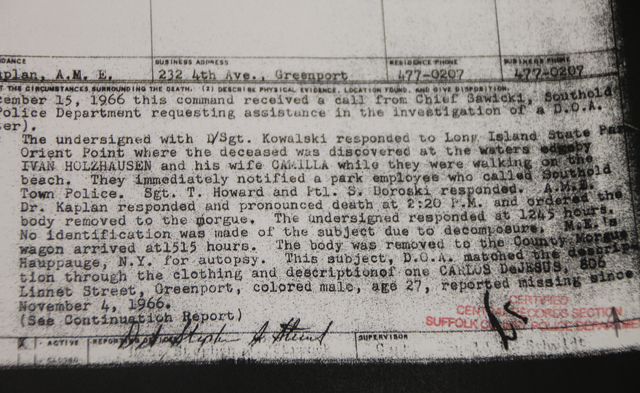 DANCE BUSINESS ADDRESS RESIDENCE PHONE BUSINESS PHONE
aplan, A.M.E. 232 4th Ave., Greenport 477-0207 477-0207
T THE CIRCUMSTANCES SURROUNDING THE DEATH. (2) DESCRIBE PHYSICAL EVIDENCE, LOCATION FOUND, AND GIVE DISPOSITION
cember 15, 1966 this command received a call from Chief Sawicki, Southold
Police Department requesting assistance in the investigation of a D.O.A.
er).
The undersigned with D/Sgt. Kowalski responded to Long Island State Par
Orient Point where the deceased was discovered at the waters edgeby
IVAN HOLZHAUSEN and his wife CAMILLA while they were walking on the
beach. They immediately notified a park employee who called Southold
Town Police. Sgt. T. Howard and Ptl. S. Doroski responded. A.M.E.
Dr. Kaplan responded and pronounced death at 2:20 P.M. and ordered the
body removed to the morgue. The undersigned responded at 1245 hours.
No identification was made of the subject due to decomposure. M.E.'s
wagon arrived at1515 hours. The body was removed to the County Morgue
Hauppauge, N.Y. for autopsy. This subject, D.O.A. matched the descrip
tion through the clothing and descriptionof one CARLOS DeJESUS, 606
Linnet Street, Greenport, colored male, age 27, reported missing since
November 4, 1966.
(See Continuation Report)
CERTIFIED
CENTRAL RECORDS SECTION
SUFFOLK COUNTY POLICE DEPARTMENT
X - ACTIVE SUPERVISOR